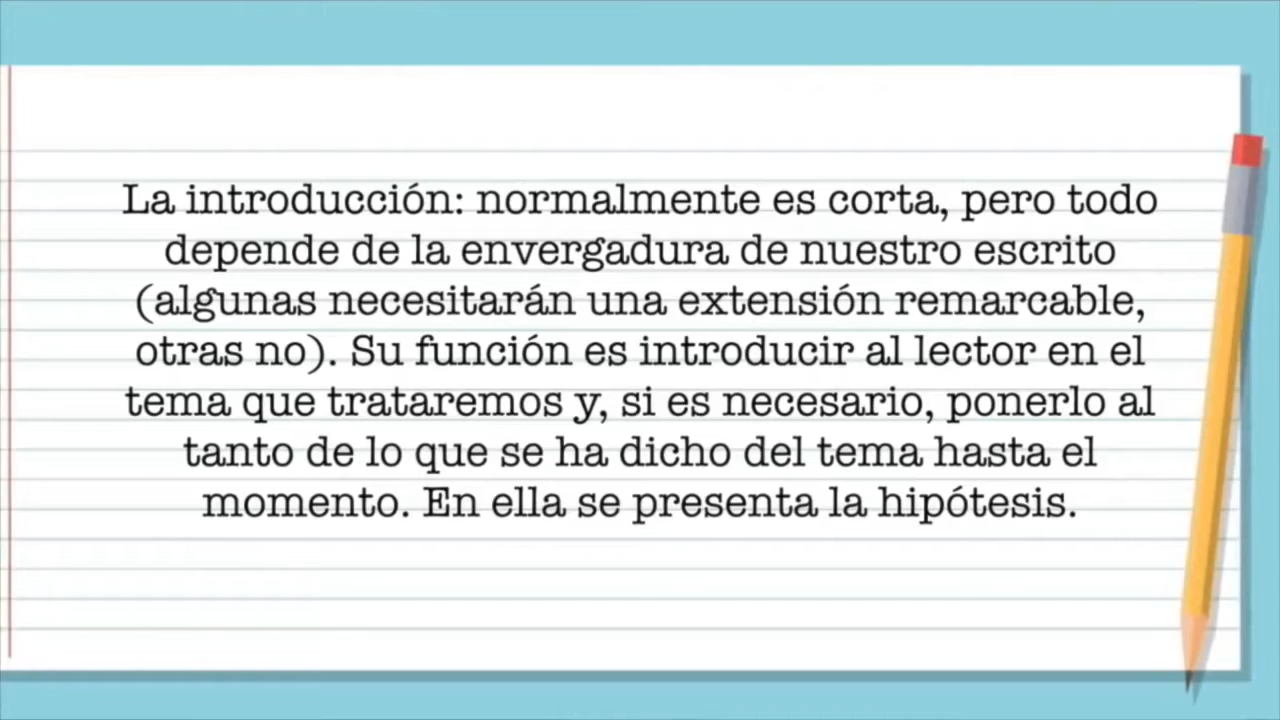 La introducción: normalmente es corta, pero todo
depende de la envergadura de nuestro escrito
(algunas necesitarán una extensión remarcable,
otras no). Su función es introducir al lector en el
tema que trataremos y, si es necesario, ponerlo al
tanto de lo que se ha dicho del tema hasta el
momento. En ella se presenta la hipótesis.